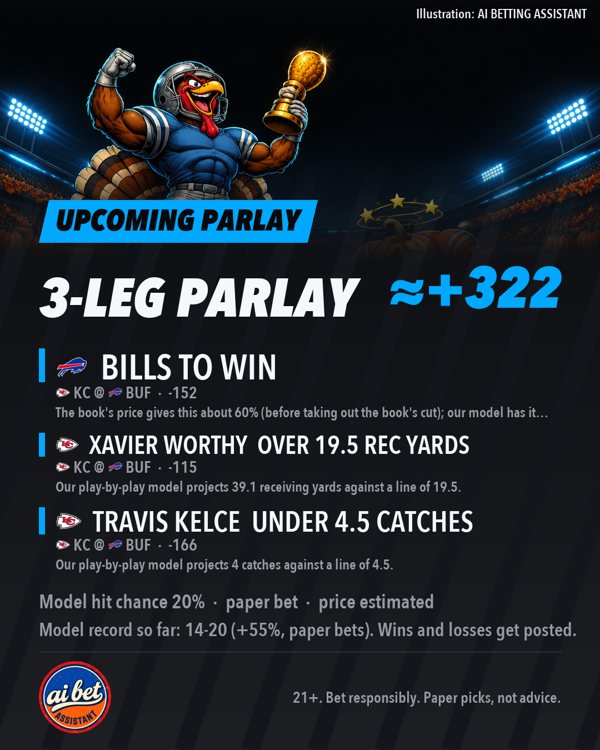 Illustration: AI BETTING ASSISTANT
UPCOMING PARLAY
3-LEG PARLAY ≈+322
BILLS TO WIN
KC @ BUF · -152
The book's price gives this about 60% (before taking out the book's cut); our model has it...
XAVIER WORTHY OVER 19.5 REC YARDS
KC @ BUF · -115
Our play-by-play model projects 39.1 receiving yards against a line of 19.5.
TRAVIS KELCE UNDER 4.5 CATCHES
KC @ BUF · -166
Our play-by-play model projects 4 catches against a line of 4.5.
Model hit chance 20% · paper bet · price estimated
Model record so far: 14-20 (+55%, paper bets). Wins and losses get posted.
ai bet
ASSISTANT
21+. Bet responsibly. Paper picks, not advice.